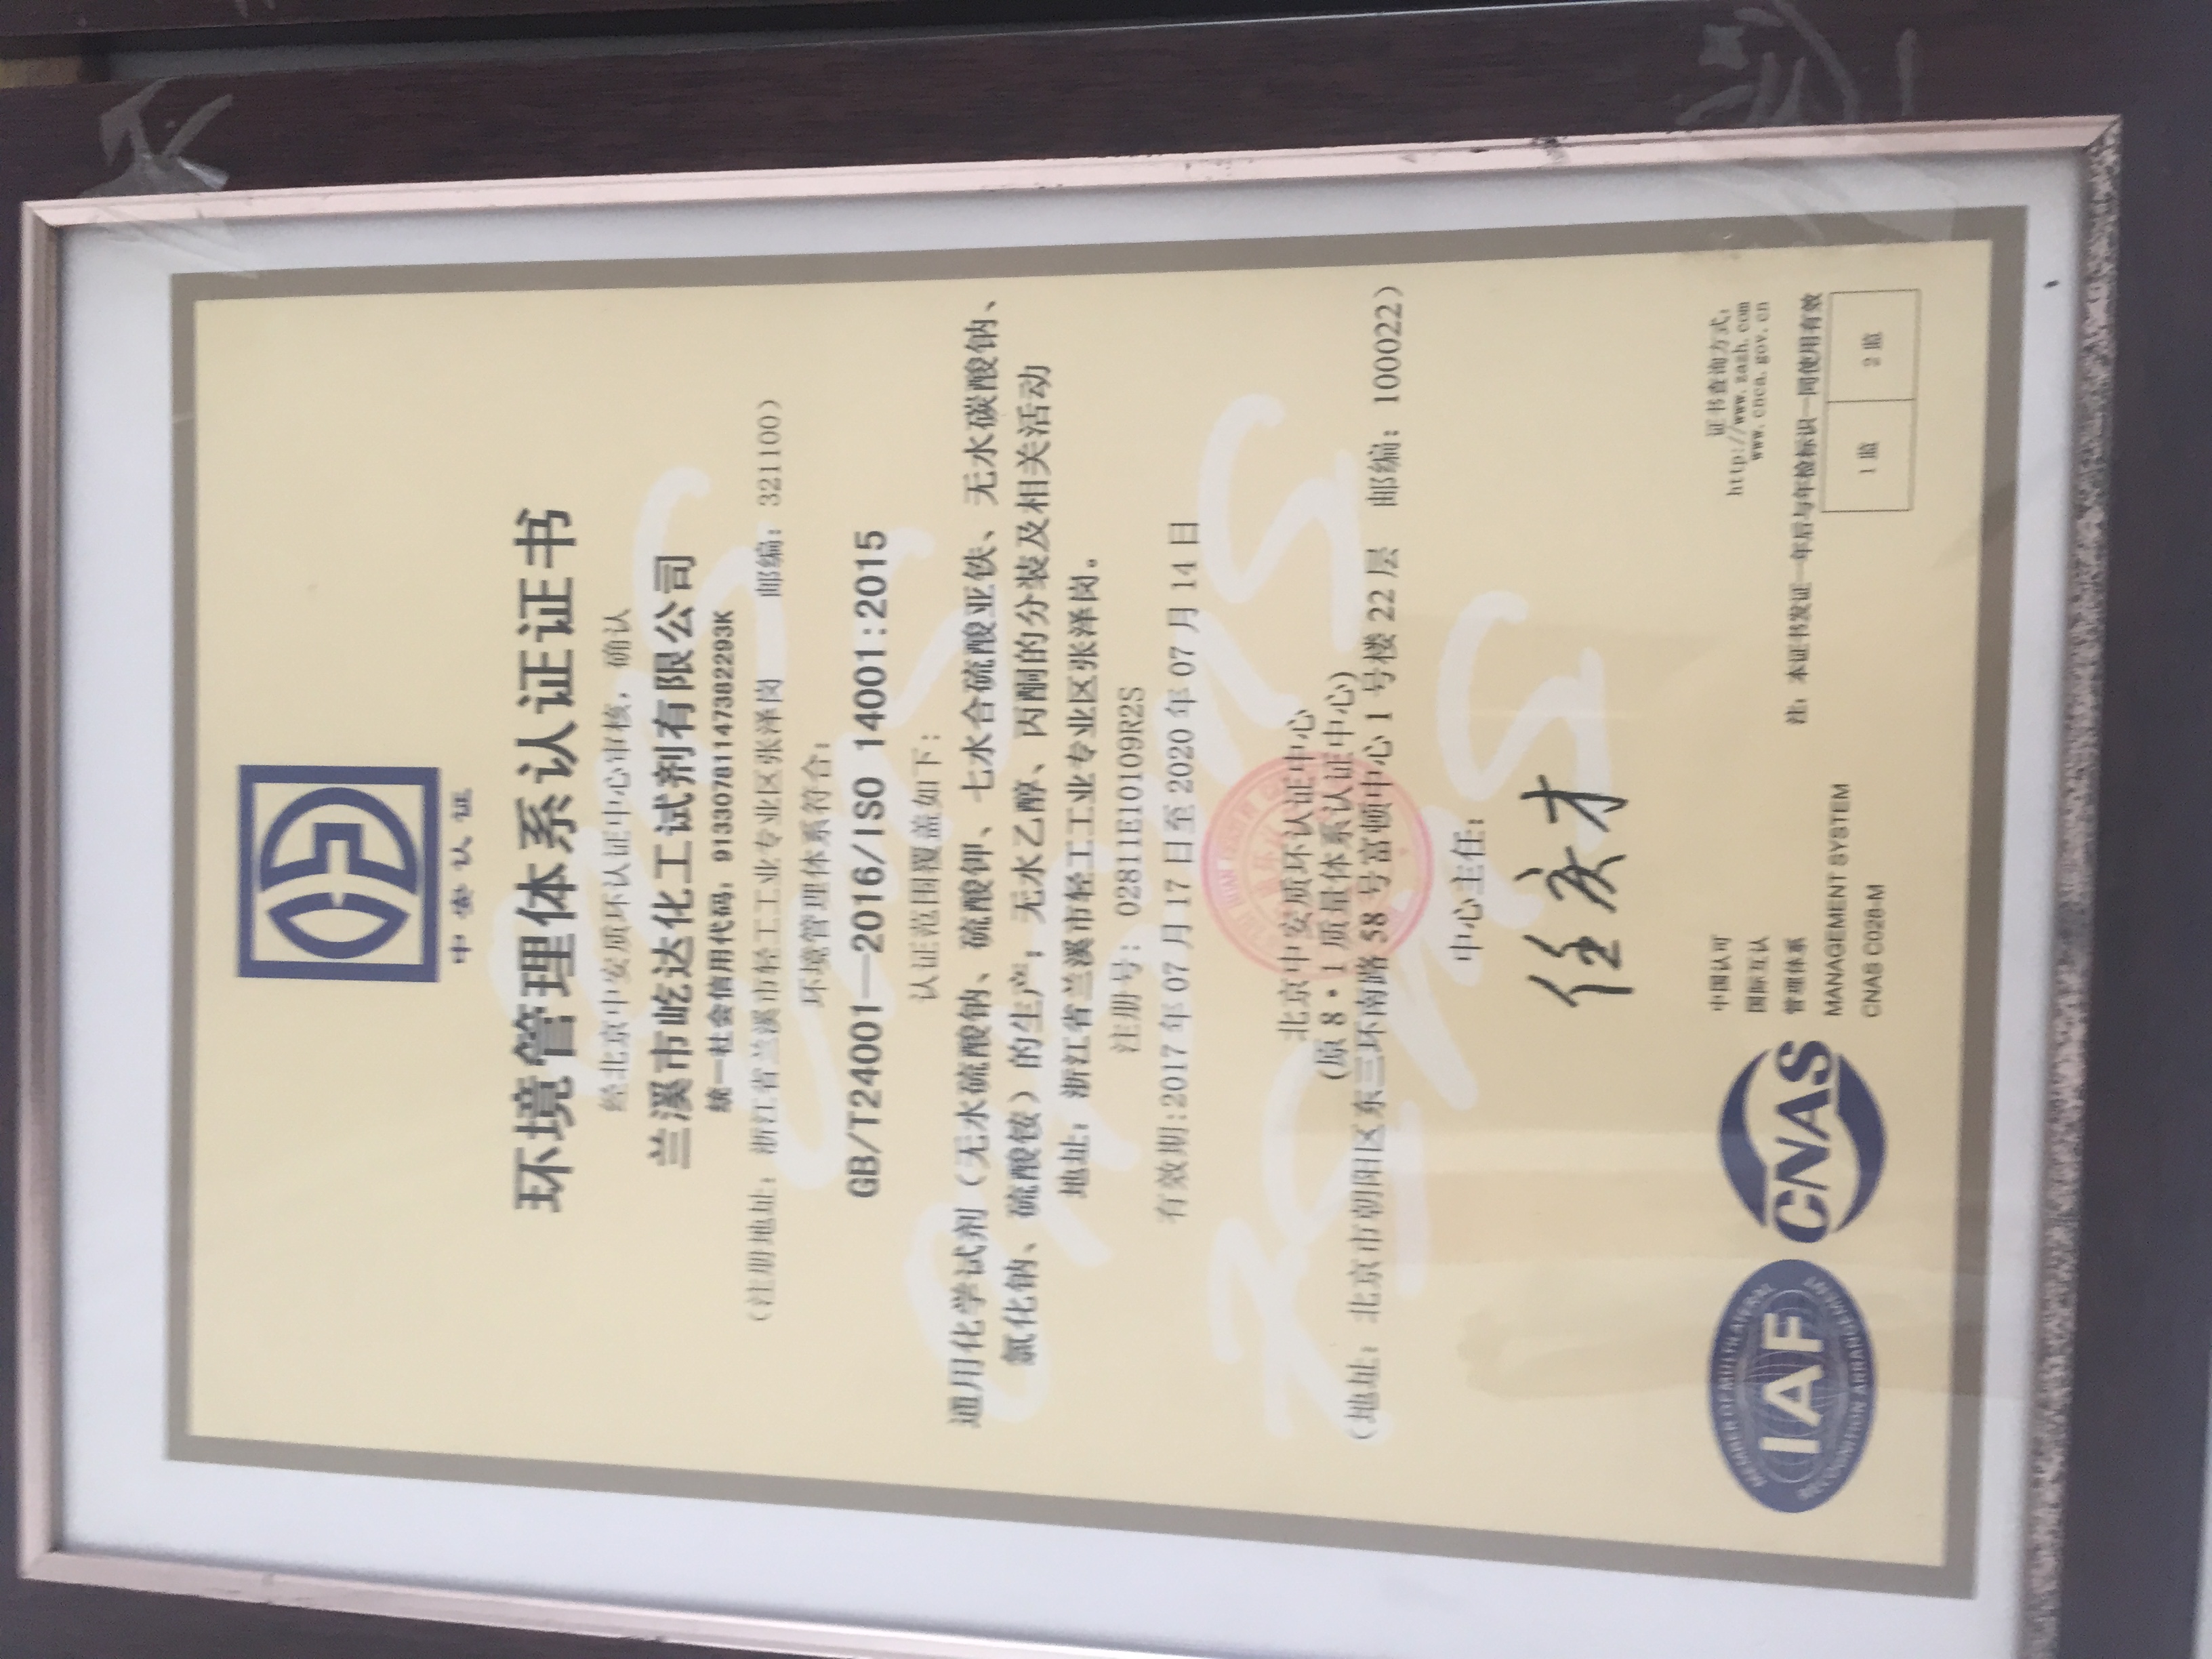 中安认证
环境管理体系认证证书
经北京中安质环认证中心审核，确认
兰溪市屹达化工试剂有限公司
统一社会信用代码：91330781147382293K
（注册地址：浙江省兰溪市轻工工业专业区张泽岗 邮编：321100）
环境管理体系符合：
GB/T24001—2016/ISO 14001:2015
认证范围覆盖如下：
通用化学试剂（无水硫酸钠、硫酸钾、七水合硫酸亚铁、无水碳酸钠、
氯化钠、硫酸铵）的生产；无水乙醇、丙酮的分装及相关活动
地址：浙江省兰溪市轻工工业专业区张泽岗。
注册号：02811E10109R2S
有效期:2017年07月17日至2020年07月14日
北京中安质环认证中心
(原8·1质量体系认证中心)
（地址：北京市朝阳区东三环南路58号富顿中心1号楼22层 邮编：100022）
中心主任：
任庆才
证书查询方式：
http://www.zazh.com
www.cnca.gov.cn
注：本证书发证一年后与年检标识一同使用有效
1监 2监
MEMBER OF MULTILATERAL
IAF
RECOGNITION ARRANGEMENT
CNAS
中国认可
国际互认
管理体系
MANAGEMENT SYSTEM
CNAS C028-M